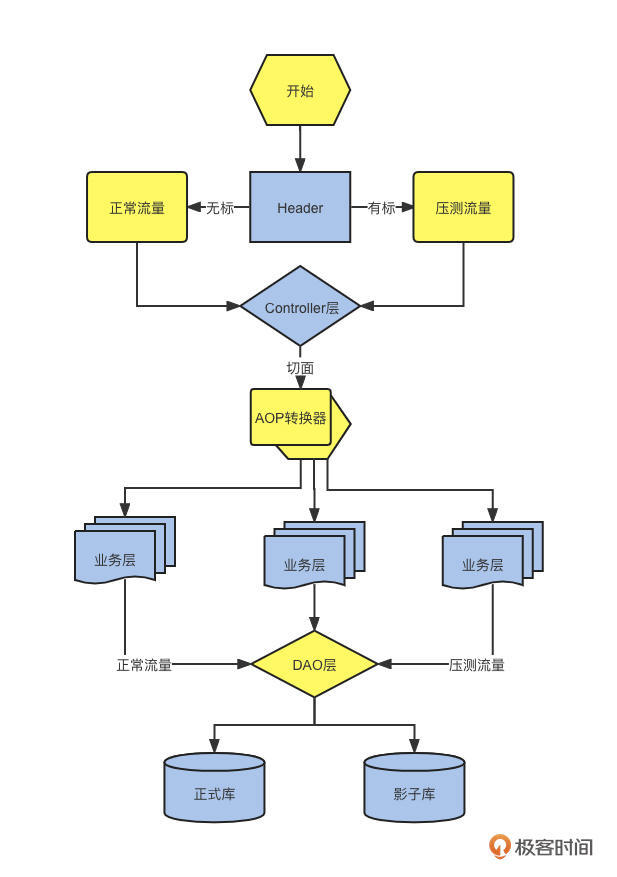 开始
正常流量
无标
Header
有标
压测流量
Controller层
切面
AOP转换器
业务层
业务层
业务层
正常流量
DAO层
压测流量
正式库
影子库
极客时间